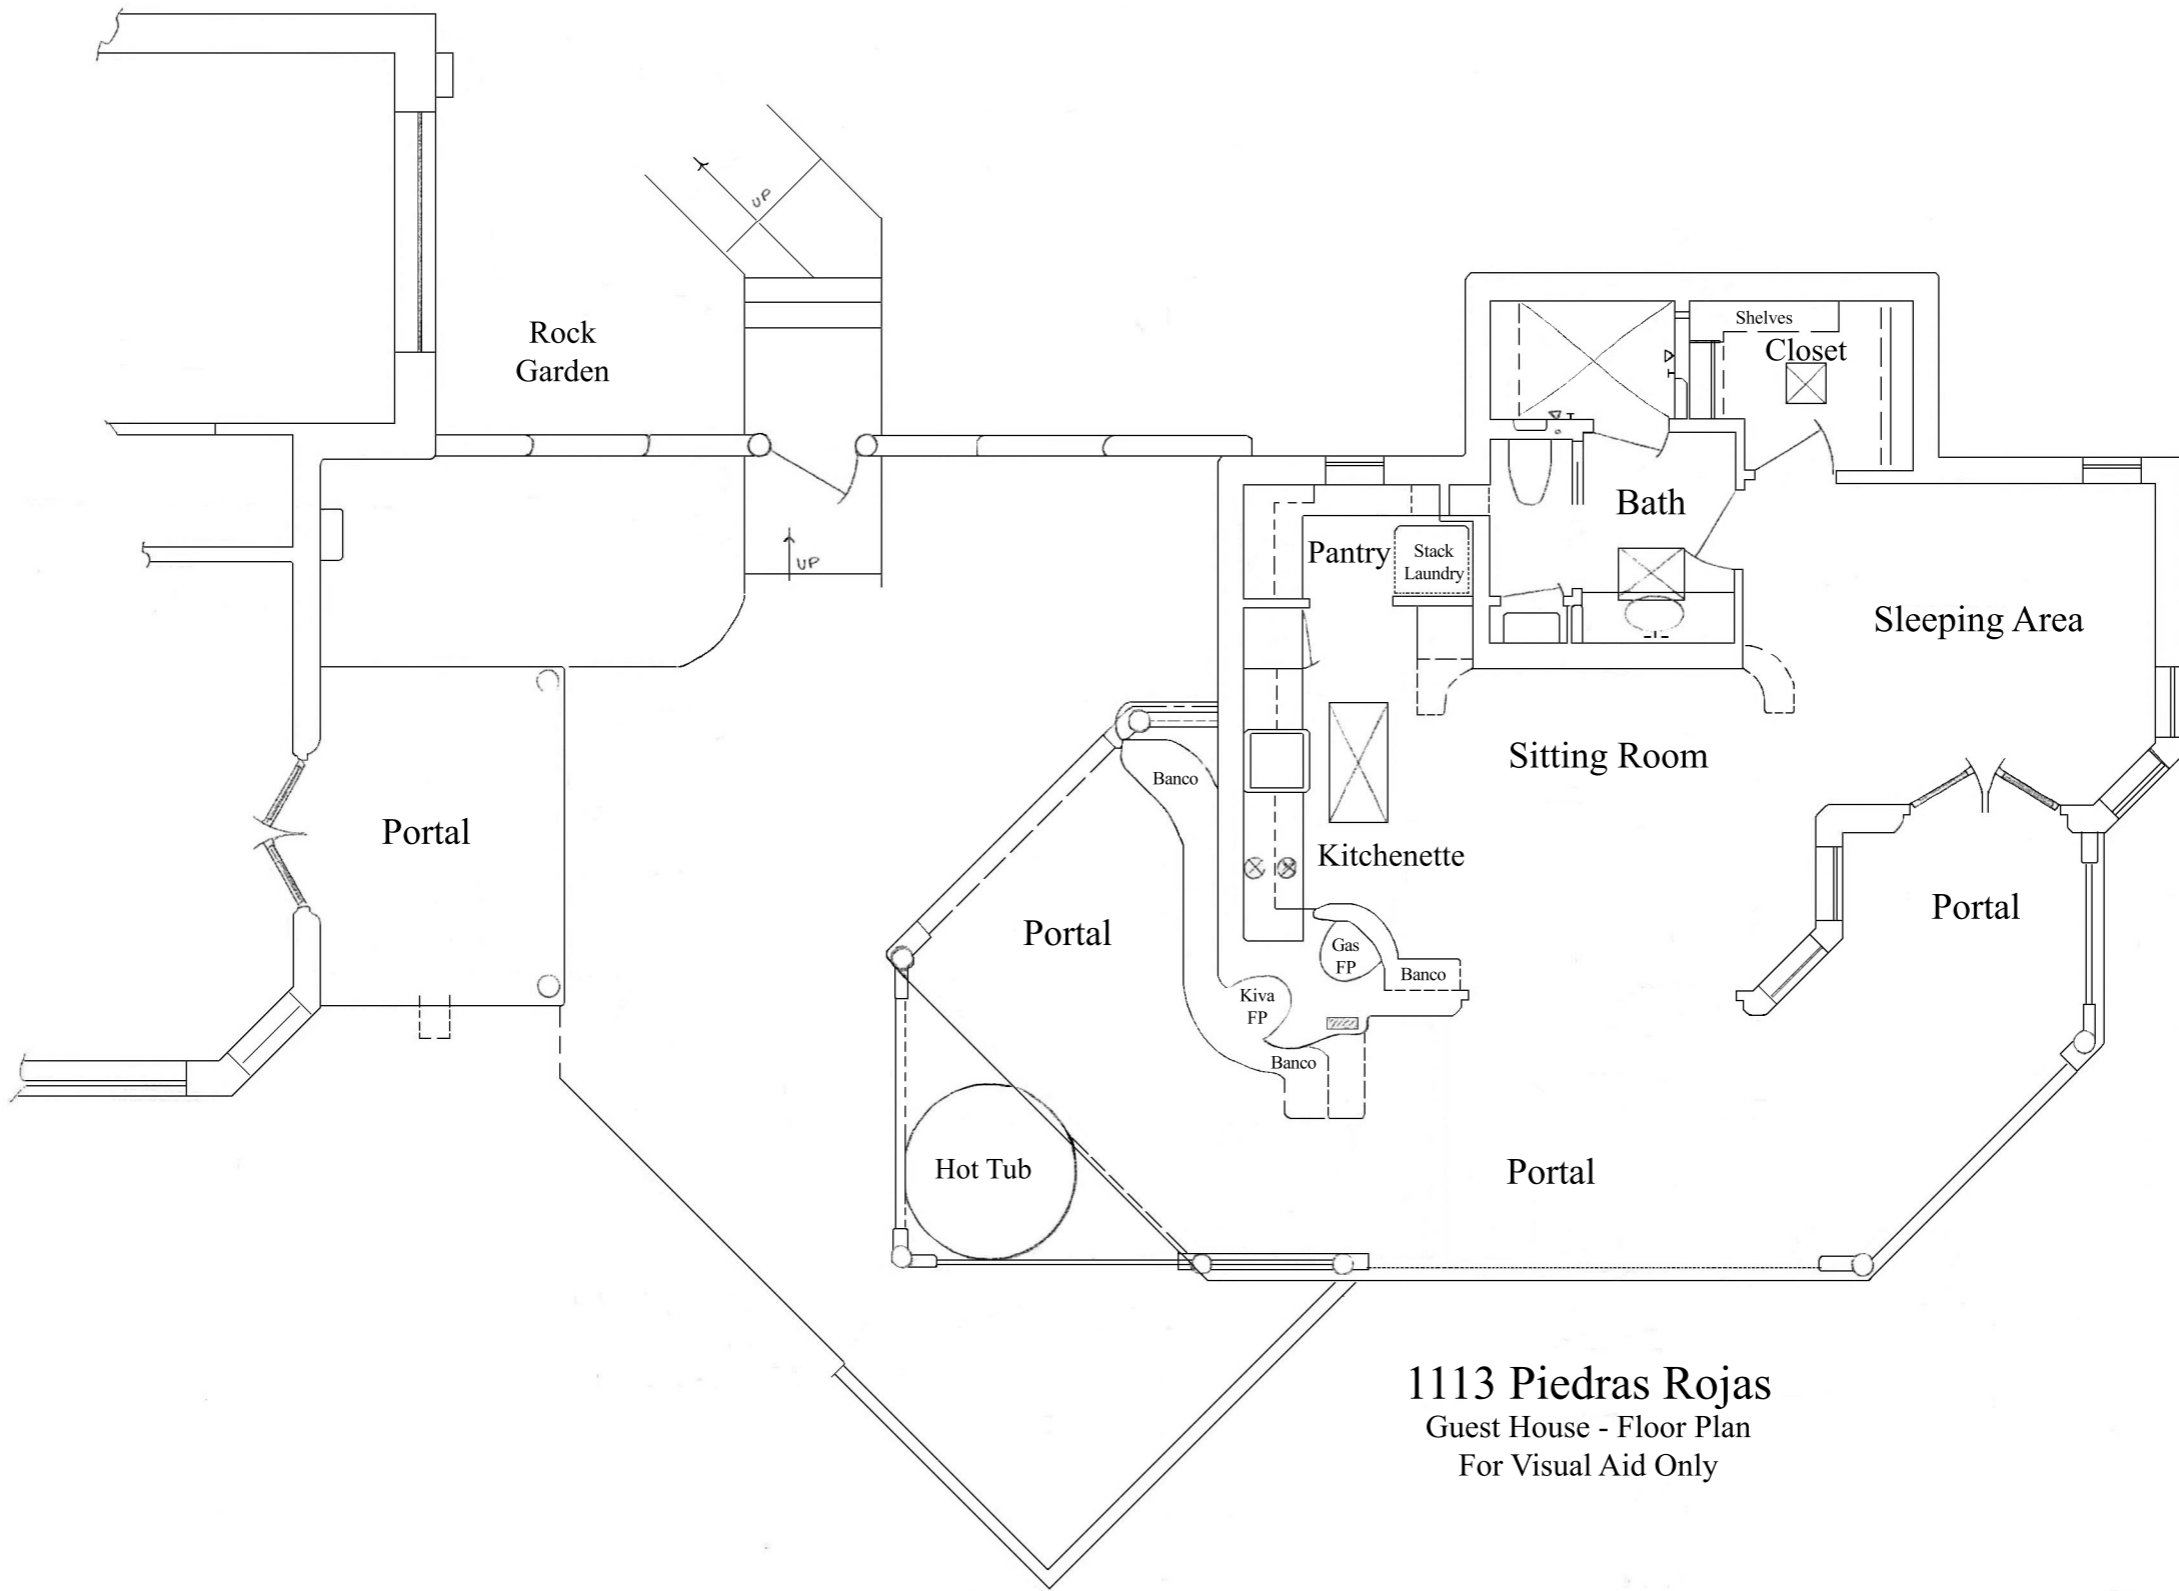 UP
Rock
Garden
Shelves
Closet
Bath
UP
Pantry
Stack
Laundry
Sleeping Area
Sitting Room
Banco
Portal
Kitchenette
Portal
Portal
Gas
FP
Banco
Kiva
FP
Banco
Hot Tub
Portal
1113 Piedras Rojas
Guest House - Floor Plan
For Visual Aid Only